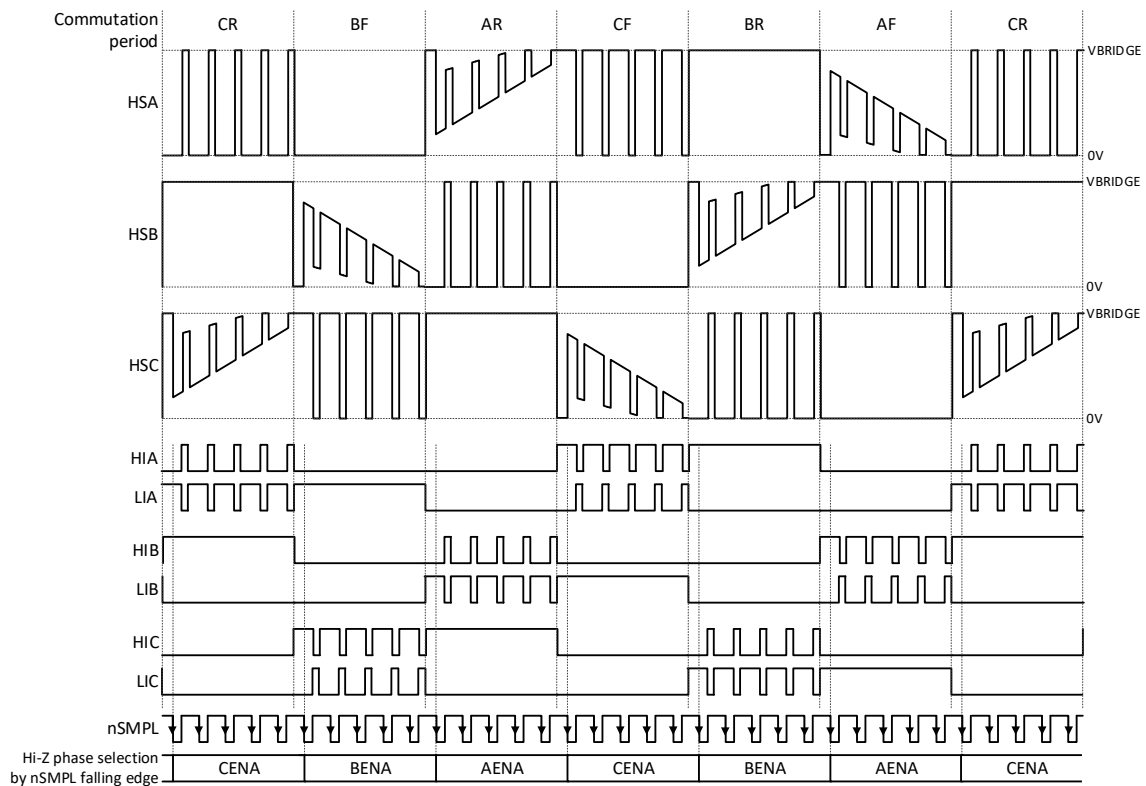 Commutation period CR BF AR CF BR AF CR
VBRIDGE
HSA
0V
VBRIDGE
HSB
0V
VBRIDGE
HSC
0V
HIA
LIA
HIB
LIB
HIC
LIC
nSMPL
Hi-Z phase selection
by nSMPL falling edge
CENA BENA AENA CENA BENA AENA CENA